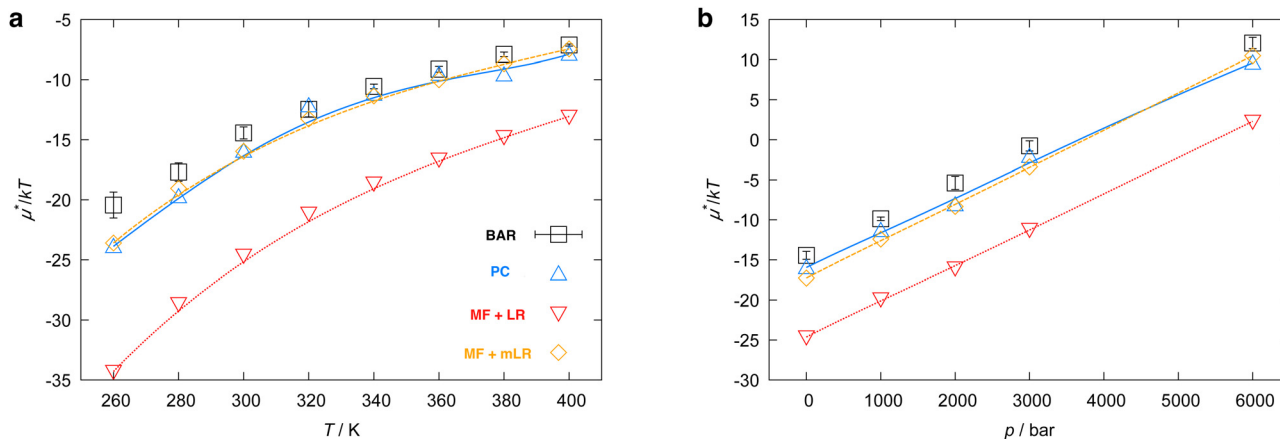 a
-5
-10
-15
-20
-25
-30
-35
μ*/kT
260 280 300 320 340 360 380 400
T / K
BAR
PC
MF + LR
MF + mLR
b
15
10
5
0
-5
-10
-15
-20
-25
-30
μ*/kT
0 1000 2000 3000 4000 5000 6000
p / bar